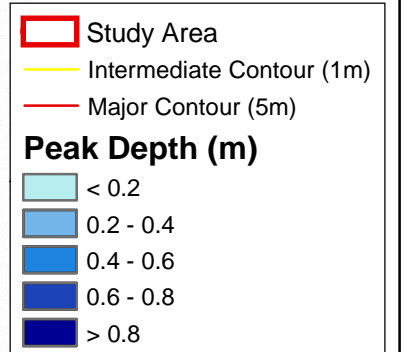 Study Area
Intermediate Contour (1m)
Major Contour (5m)
Peak Depth (m)
< 0.2
0.2 - 0.4
0.4 - 0.6
0.6 - 0.8
> 0.8